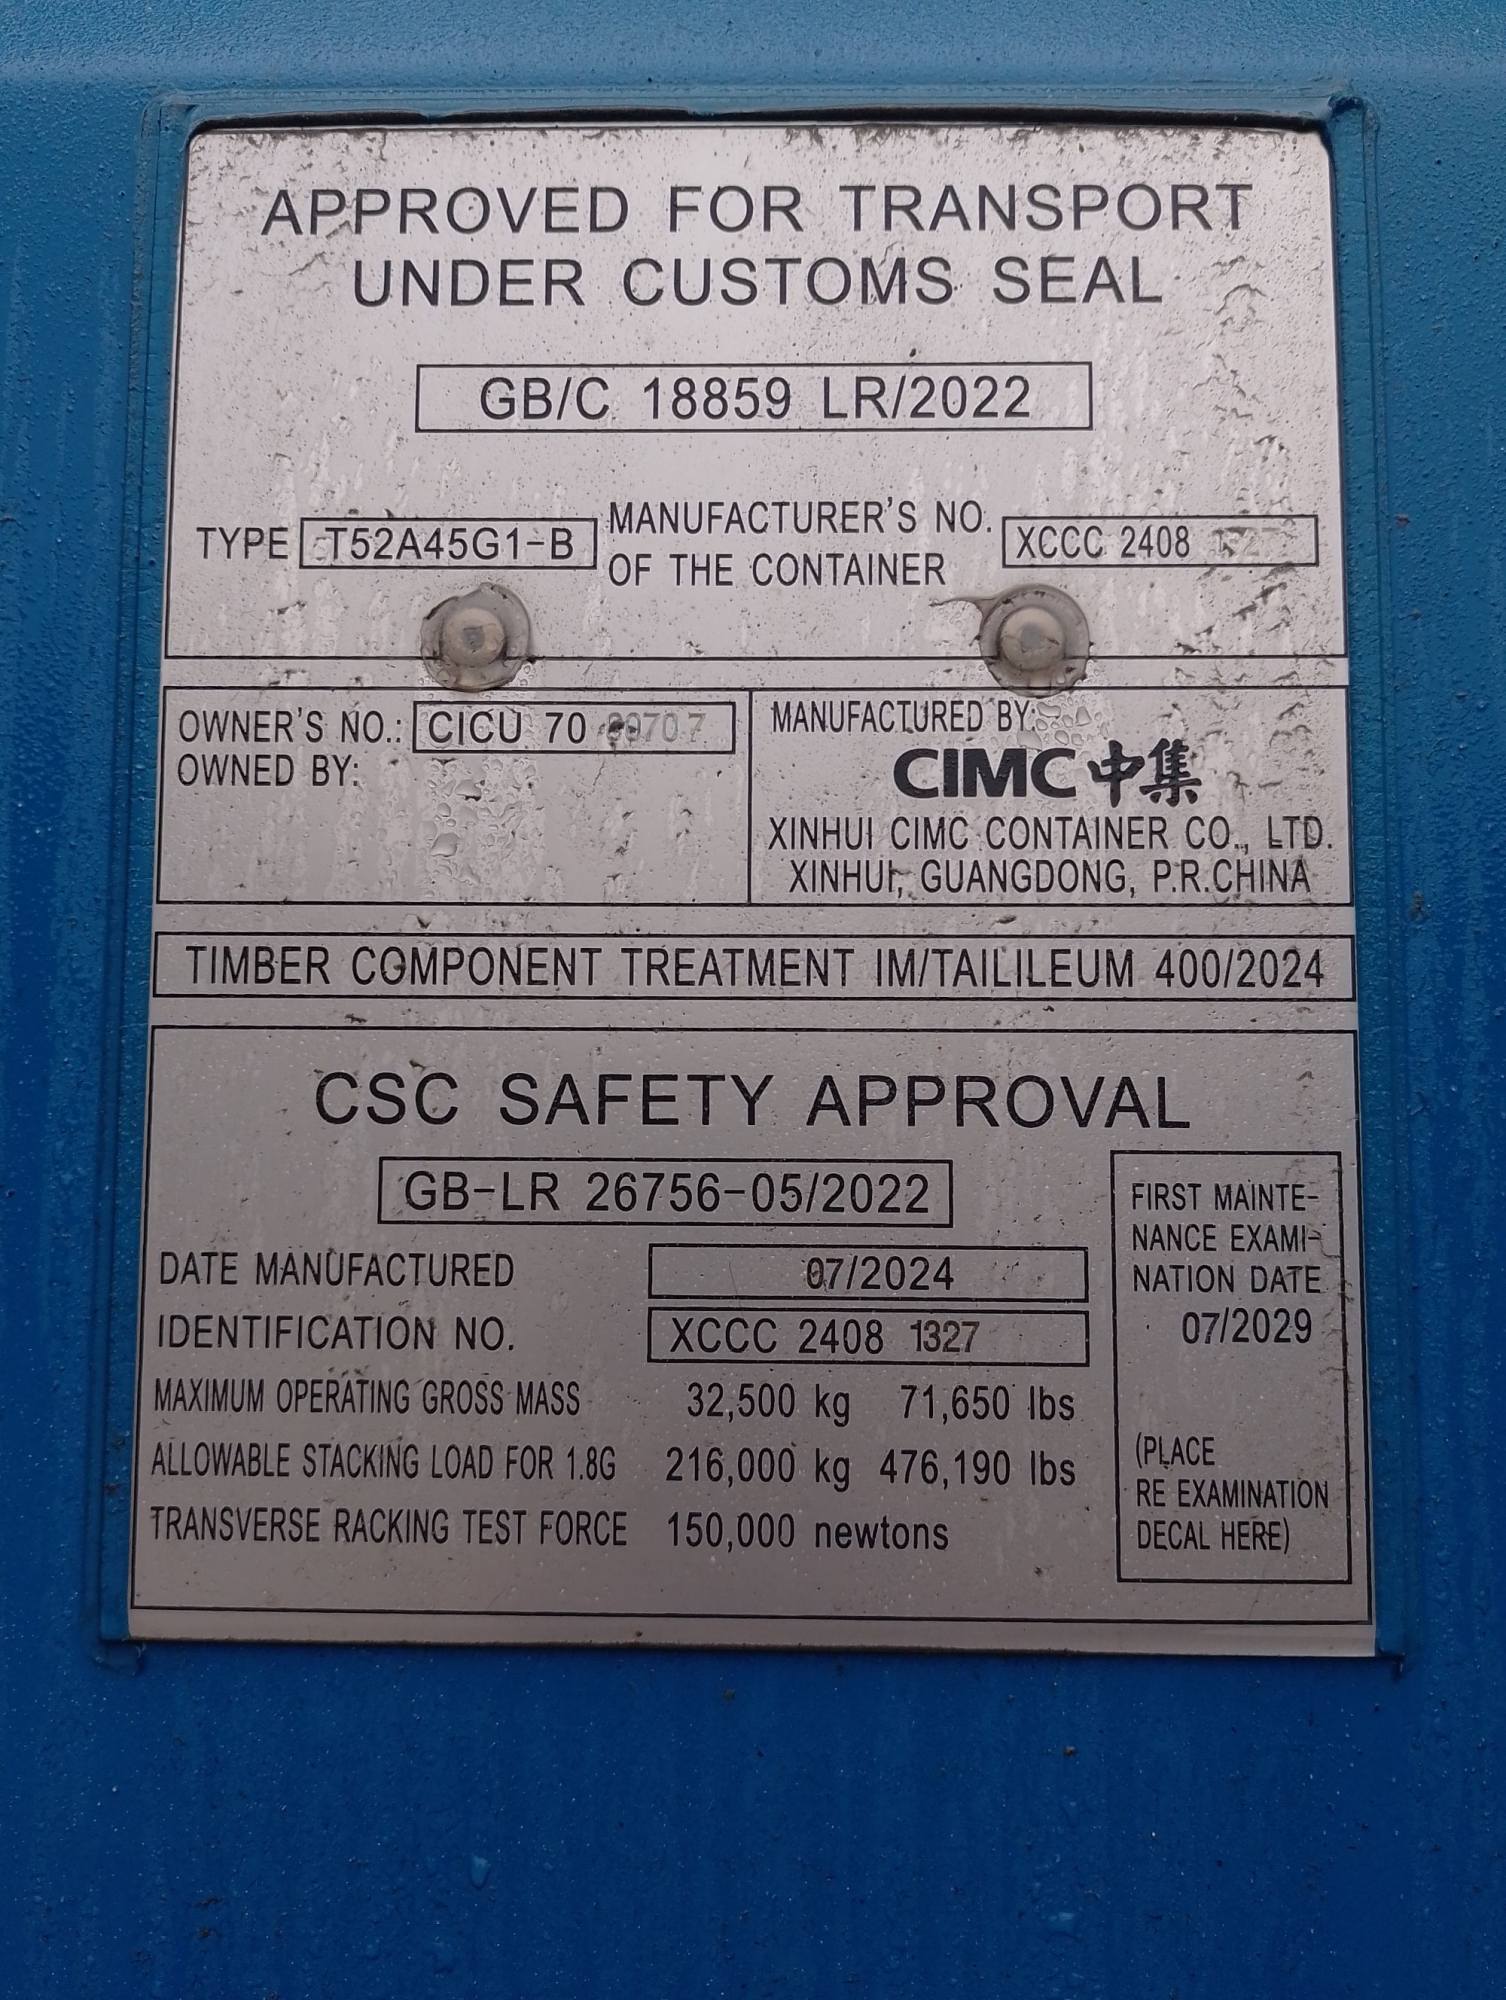 APPROVED FOR TRANSPORT
UNDER CUSTOMS SEAL
GB/C 18859 LR/2022
TYPE T52A45G1-B
MANUFACTURER'S NO.
OF THE CONTAINER
XCCC 2408
OWNER'S NO.: CICU 70
OWNED BY:
MANUFACTURED BY:
CIMC 中集
XINHUI CIMC CONTAINER CO., LTD.
XINHUI, GUANGDONG, P.R.CHINA
TIMBER COMPONENT TREATMENT IM/TAILILEUM 400/2024
CSC SAFETY APPROVAL
GB-LR 26756-05/2022
DATE MANUFACTURED 07/2024
IDENTIFICATION NO. XCCC 2408 1327
MAXIMUM OPERATING GROSS MASS 32,500 kg 71,650 lbs
ALLOWABLE STACKING LOAD FOR 1.8G 216,000 kg 476,190 lbs
TRANSVERSE RACKING TEST FORCE 150,000 newtons
FIRST MAINTE-
NANCE EXAMI-
NATION DATE
07/2029
(PLACE
RE EXAMINATION
DECAL HERE)